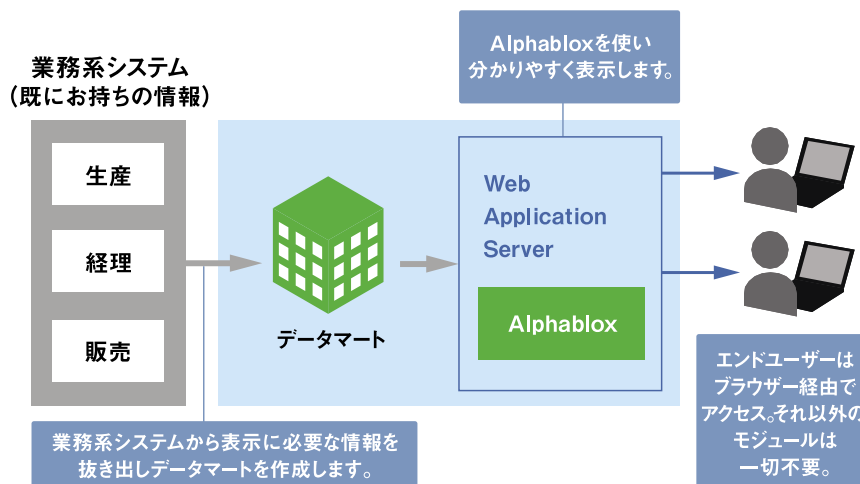 Alphabloxを使い
分かりやすく表示します。
業務系システム
(既にお持ちの情報)
生産
経理
販売
データマート
Web
Application
Server
Alphablox
業務系システムから表示に必要な情報を
抜き出しデータマートを作成します。
エンドユーザーは
ブラウザー経由で
アクセス。それ以外の
モジュールは
一切不要。